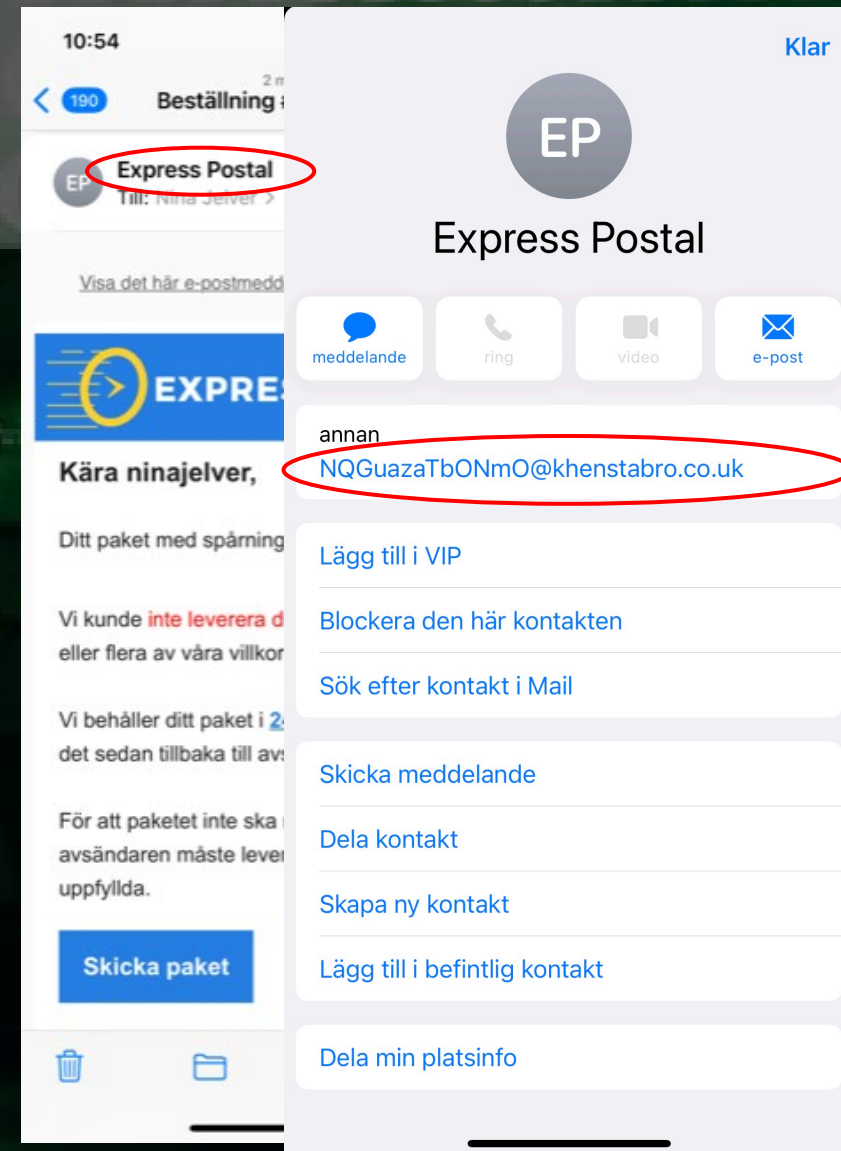 10:54
190
2 m
Beställning
EP
Express Postal
Till: Nina Jelver >
Visa det här e-postmedd
EXPRE
Kära ninajelver,
Ditt paket med spårning
Vi kunde inte leverera d
eller flera av våra villkor
Vi behåller ditt paket i 2
det sedan tillbaka till av
För att paketet inte ska
avsändaren måste lever
uppfyllda.
Skicka paket
Klar
EP
Express Postal
meddelande
ring
video
e-post
annan
NQGuazaTbONmO@khenstabro.co.uk
Lägg till i VIP
Blockera den här kontakten
Sök efter kontakt i Mail
Skicka meddelande
Dela kontakt
Skapa ny kontakt
Lägg till i befintlig kontakt
Dela min platsinfo